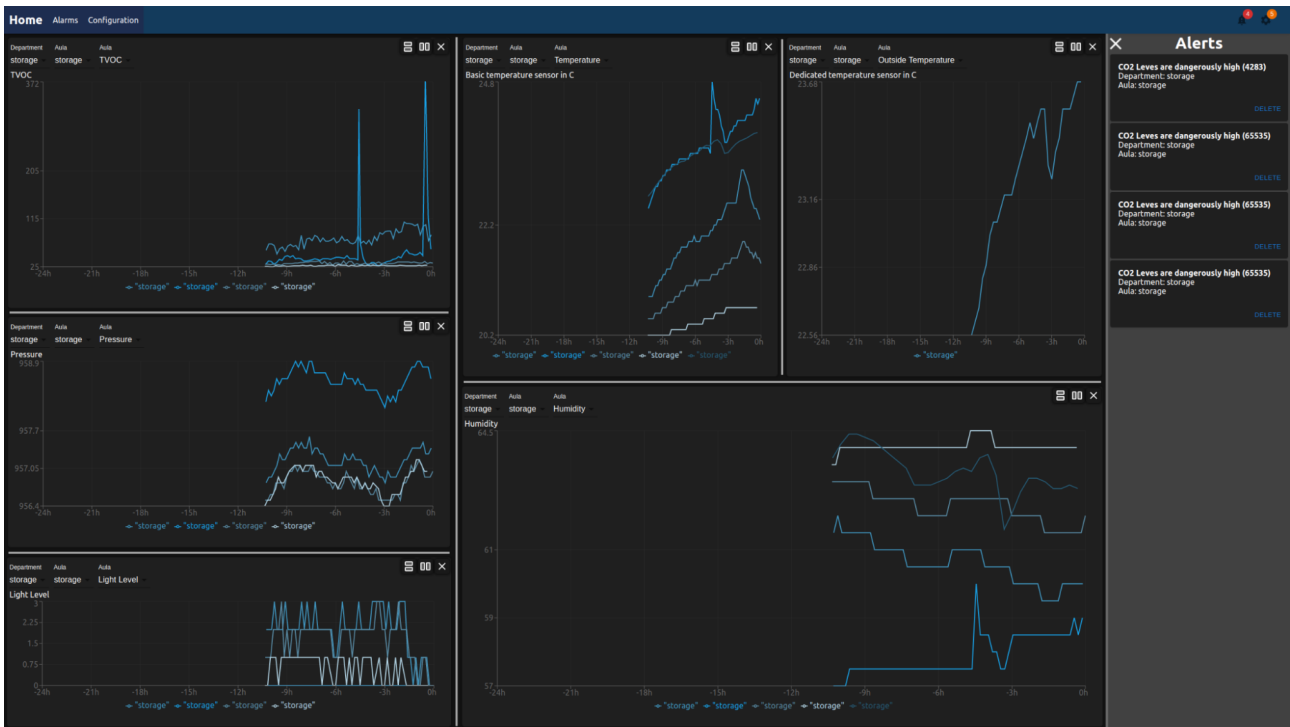 Home Alarms Configuration
4 5
Department Aula Aula
storage storage TVOC
TVOC
372
205
115
25
-24h -21h -18h -15h -12h -9h -6h -3h 0h
"storage" "storage" "storage" "storage"
Department Aula Aula
storage storage Pressure
Pressure
958.9
957.7
957.05
956.4
-24h -21h -18h -15h -12h -9h -6h -3h 0h
"storage" "storage" "storage" "storage"
Department Aula Aula
storage storage Light Level
Light Level
3
2.25
1.5
0.75
0
-24h -21h -18h -15h -12h -9h -6h -3h 0h
"storage" "storage" "storage" "storage"
Department Aula Aula
storage storage Temperature
Basic temperature sensor in C
24.8
22.2
20.2
-24h -21h -18h -15h -12h -9h -6h -3h 0h
"storage" "storage" "storage" "storage" "storage"
Department Aula Aula
storage storage Outside Temperature
Dedicated temperature sensor in C
23.68
23.16
22.86
22.56
-24h -21h -18h -15h -12h -9h -6h -3h 0h
"storage"
Department Aula Aula
storage storage Humidity
Humidity
64.5
61
59
57
-24h -21h -18h -15h -12h -9h -6h -3h 0h
"storage" "storage" "storage" "storage" "storage"
Alerts
CO2 Leves are dangerously high (4283)
Department: storage
Aula: storage
DELETE
CO2 Leves are dangerously high (65535)
Department: storage
Aula: storage
DELETE
CO2 Leves are dangerously high (65535)
Department: storage
Aula: storage
DELETE
CO2 Leves are dangerously high (65535)
Department: storage
Aula: storage
DELETE